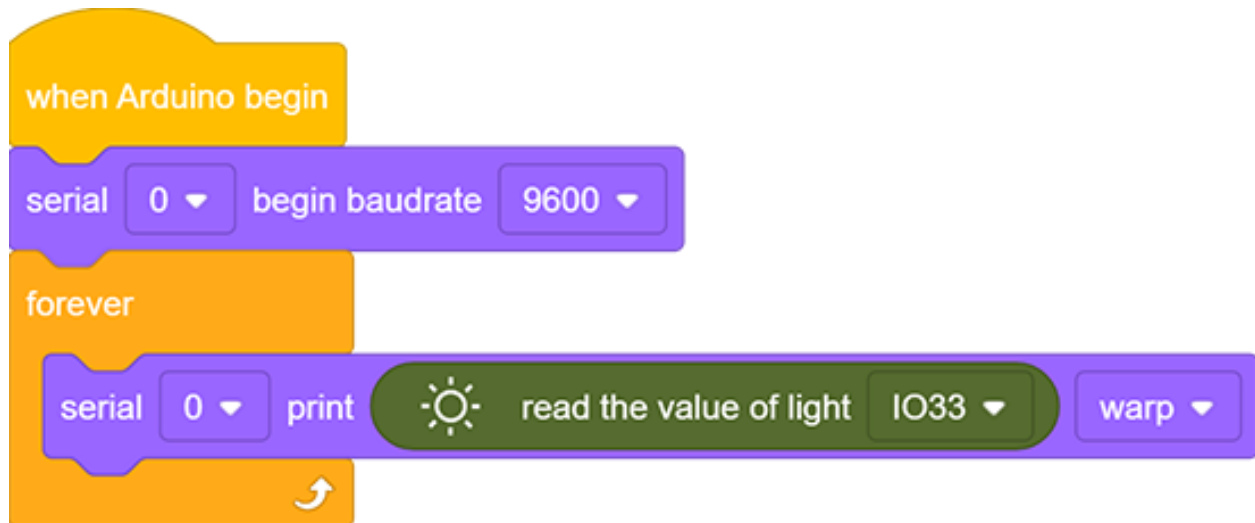 when Arduino begin
serial 0 begin baudrate 9600
forever
serial 0 print read the value of light IO33 warp